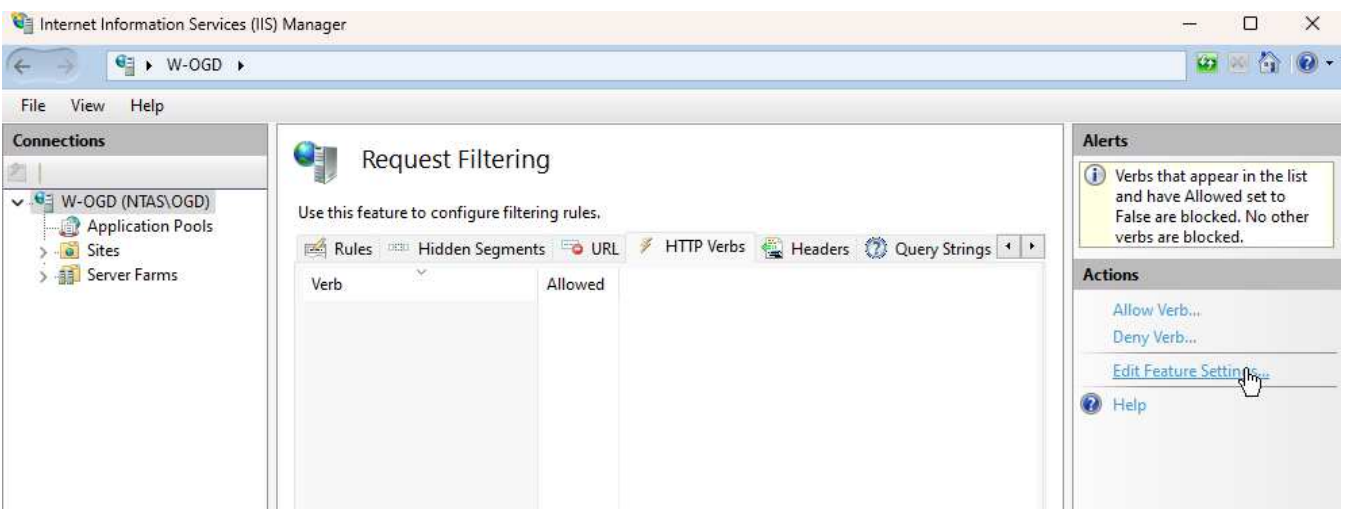 Internet Information Services (IIS) Manager
W-OGD
File View Help
Connections
W-OGD (NTAS\OGD)
Application Pools
Sites
Server Farms
Request Filtering
Use this feature to configure filtering rules.
Rules Hidden Segments URL HTTP Verbs Headers Query Strings
Verb Allowed
Alerts
Verbs that appear in the list
and have Allowed set to
False are blocked. No other
verbs are blocked.
Actions
Allow Verb...
Deny Verb...
Edit Feature Settings...
Help